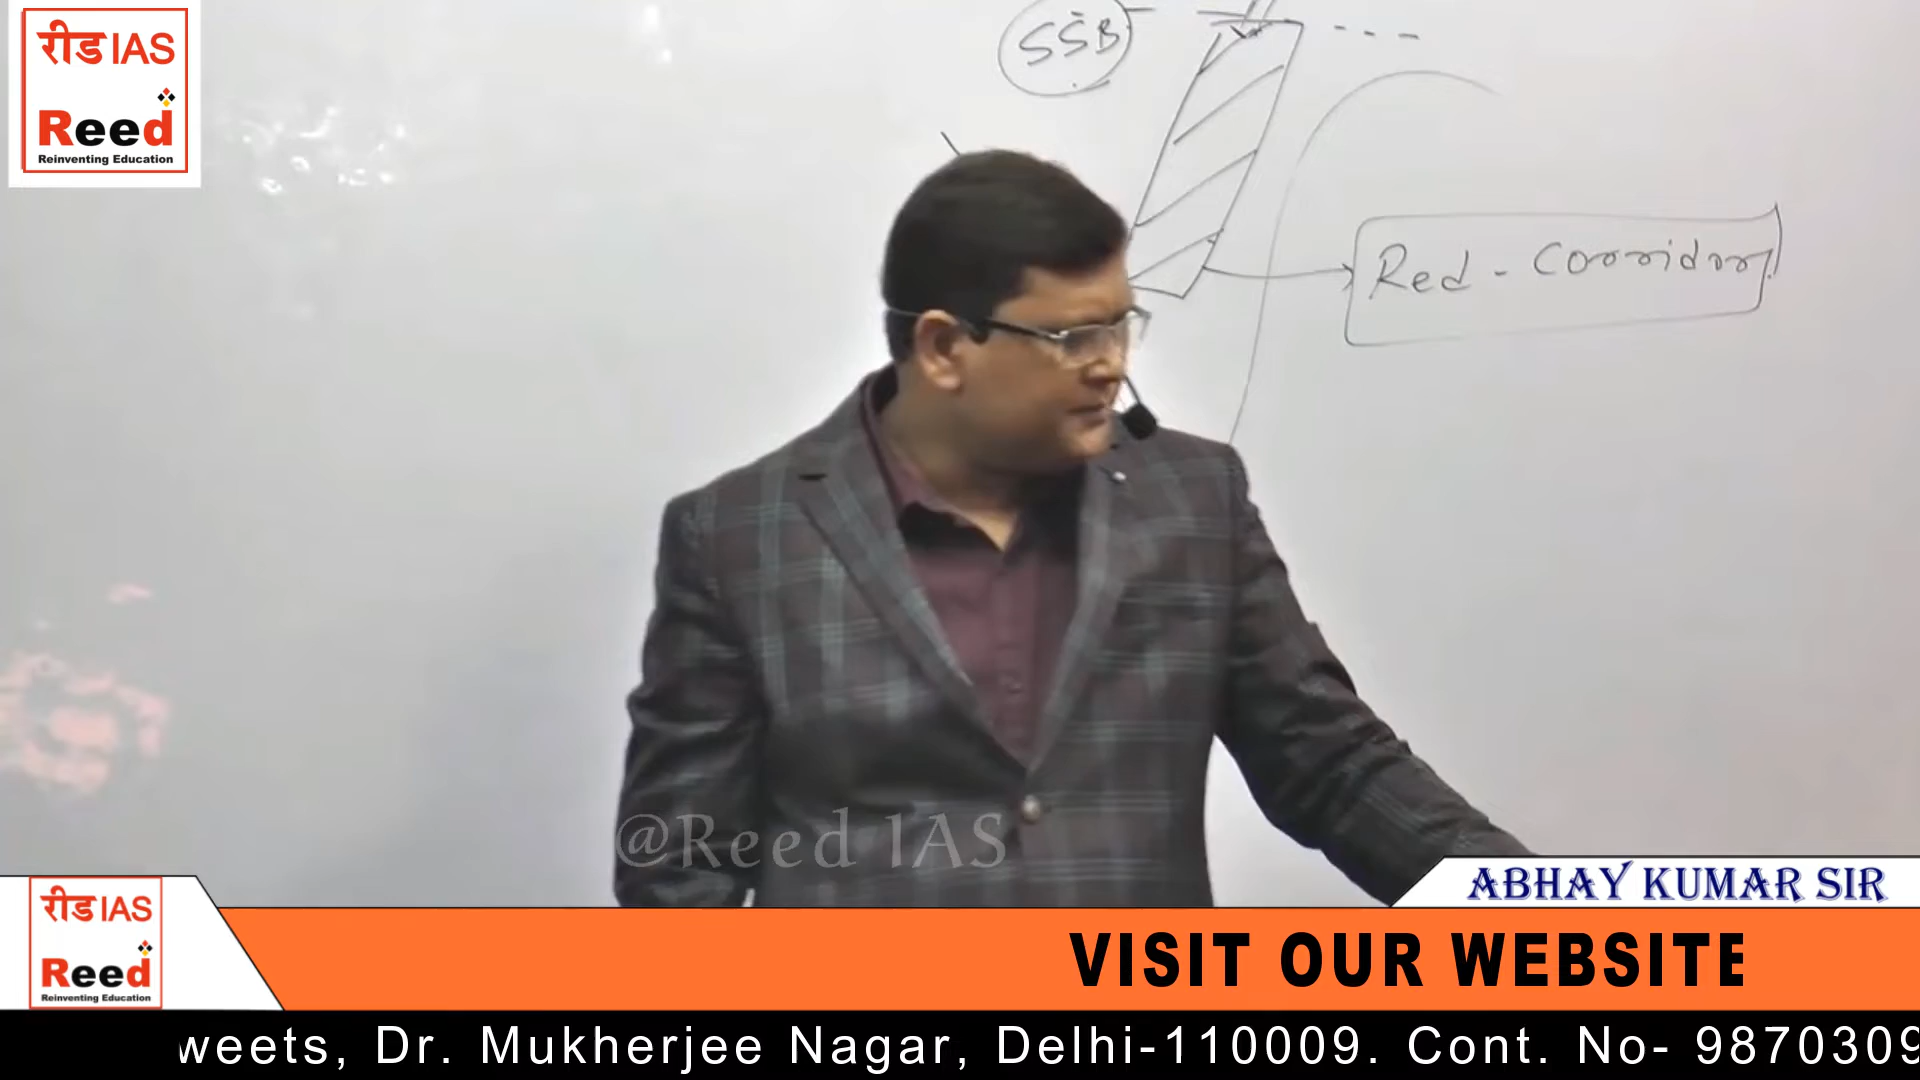 रीड IAS
Reed
Reinventing Education
SSB
Red - Corridor
@Reed IAS
ABHAY KUMAR SIR
रीड IAS
Reed
Reinventing Education
VISIT OUR WEBSITE
weets, Dr. Mukherjee Nagar, Delhi-110009. Cont. No- 9870309